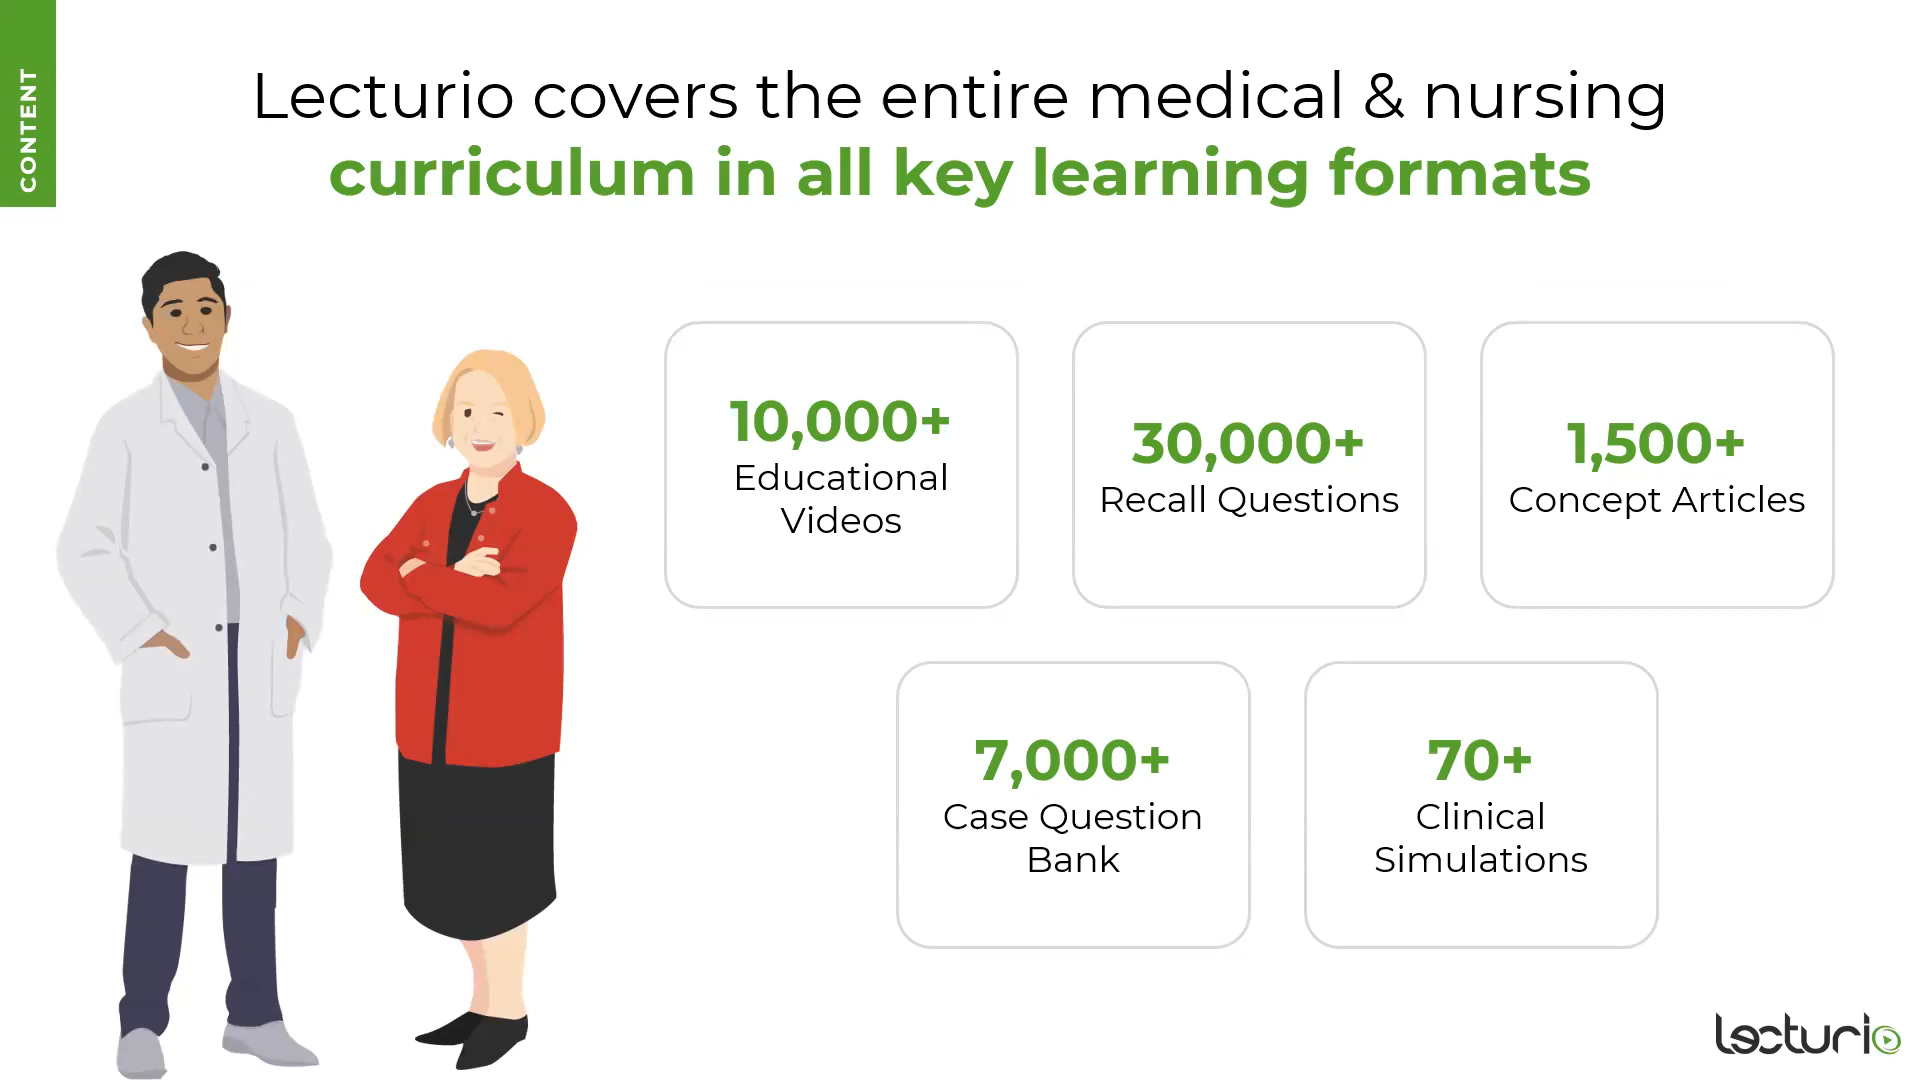 CONTENT
Lecturio covers the entire medical & nursing
curriculum in all key learning formats
10,000+
Educational
Videos
30,000+
Recall Questions
1,500+
Concept Articles
7,000+
Case Question
Bank
70+
Clinical
Simulations
lecturio